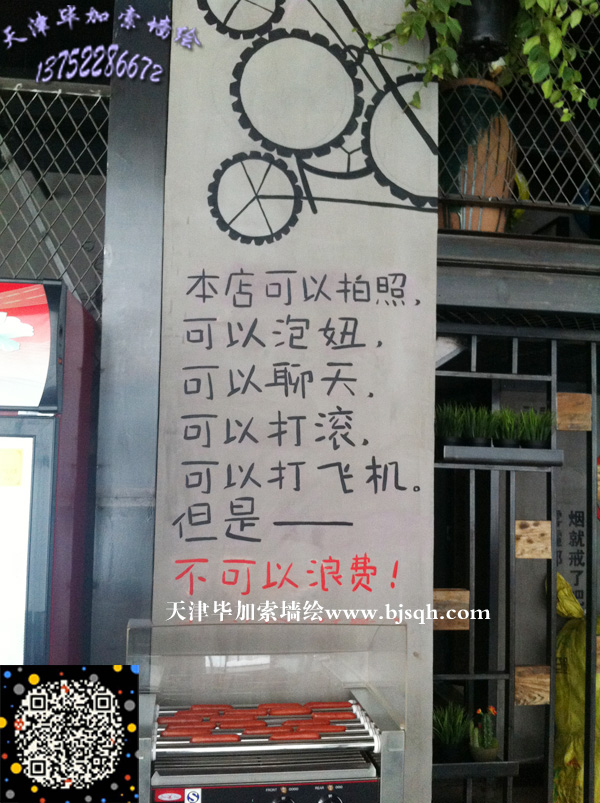 天津毕加索墙绘
13752286672
本店可以拍照,
可以泡妞,
可以聊天,
可以打滚,
可以打飞机。
但是——
不可以浪费!
天津毕加索墙绘www.bjsqh.com
烟就戒了吧